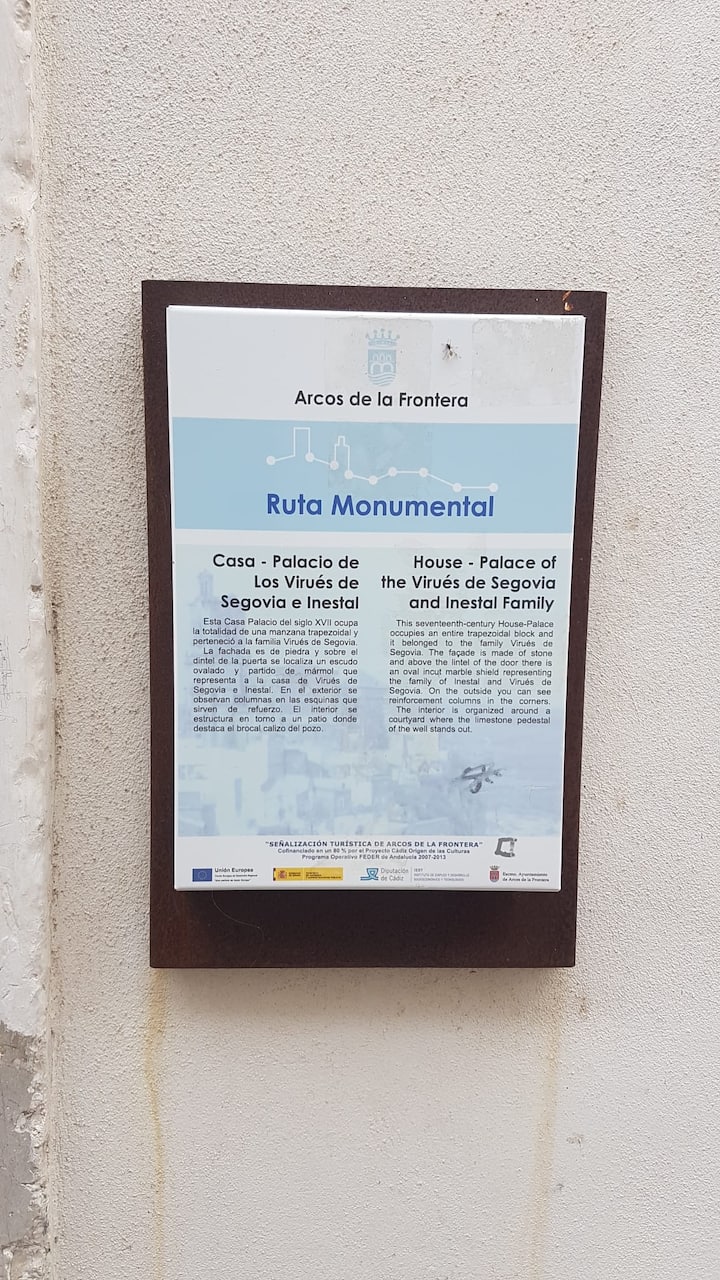 Arcos de la Frontera
Ruta Monumental
Casa - Palacio de
Los Virués de
Segovia e Inestal
Esta Casa Palacio del siglo XVII ocupa
la totalidad de una manzana trapezoidal y
perteneció a la familia Virués de Segovia.
La fachada es de piedra y sobre el
dintel de la puerta se localiza un escudo
ovalado y partido de mármol que
representa a la casa de Virués de
Segovia e Inestal. En el exterior se
observan columnas en las esquinas que
sirven de refuerzo. El interior se
estructura en torno a un patio donde
destaca el brocal calizo del pozo.
House - Palace of
the Virués de Segovia
and Inestal Family
This seventeenth-century House-Palace
occupies an entire trapezoidal block and
it belonged to the family Virués de
Segovia. The façade is made of stone
and above the lintel of the door there is
an oval incut marble shield representing
the family of Inestal and Virués de
Segovia. On the outside you can see
reinforcement columns in the corners.
The interior is organized around a
courtyard where the limestone pedestal
of the well stands out.
"SEÑALIZACIÓN TURÍSTICA DE ARCOS DE LA FRONTERA"
Cofinanciado en un 80 % por el Proyecto Cádiz Origen de las Culturas
Programa Operativo FEDER de Andalucía 2007-2013
Unión Europea
Diputación
de Cádiz
IEDT
Excmo. Ayuntamiento
de Arcos de la Frontera